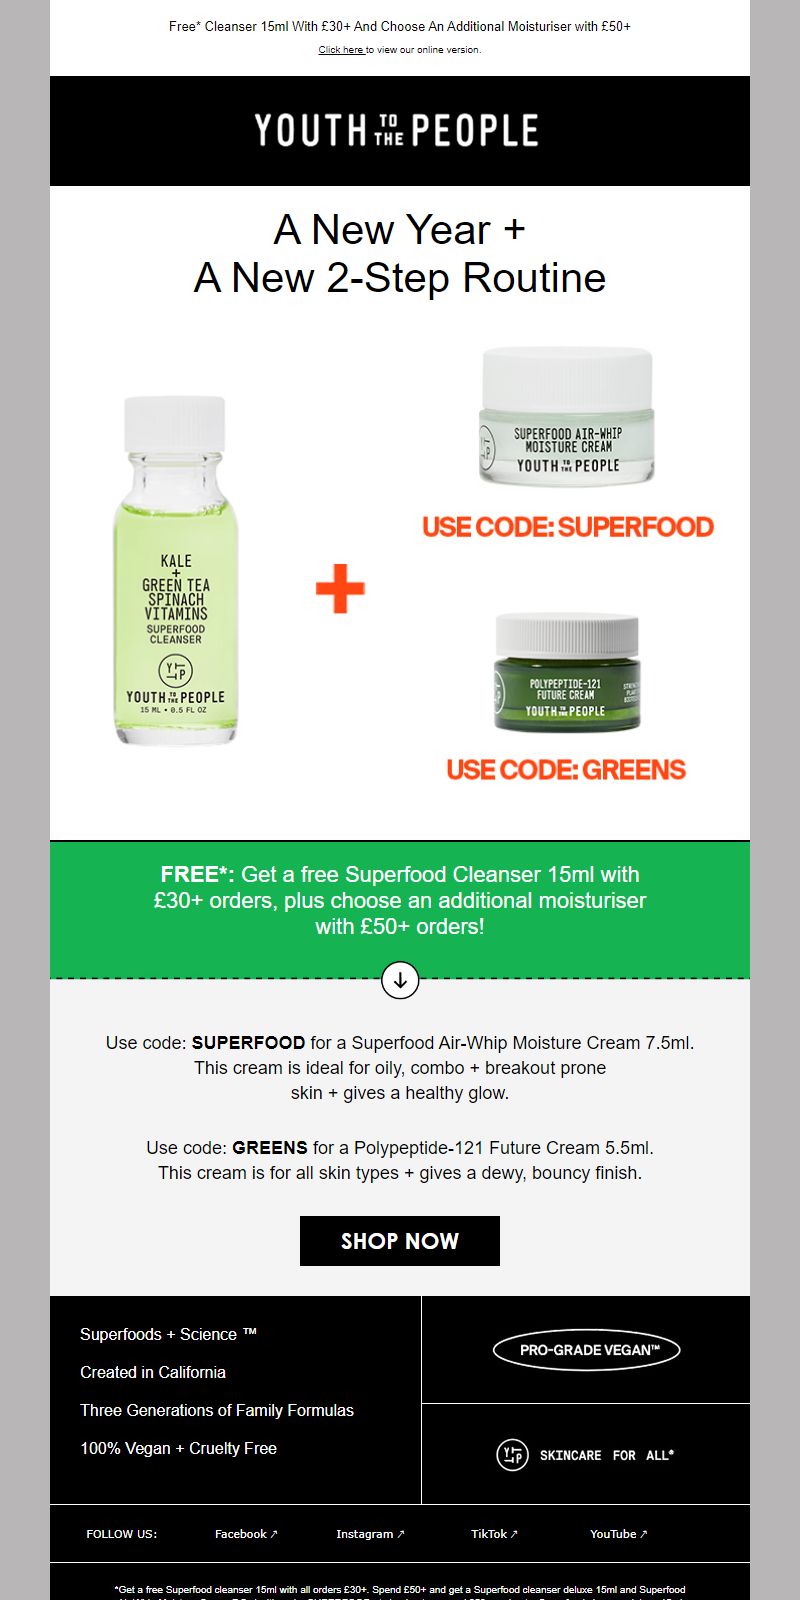 Free* Cleanser 15ml With £30+ And Choose An Additional Moisturiser with £50+
Click here to view our online version.
YOUTH TO THE PEOPLE
A New Year +
A New 2-Step Routine
KALE
+
GREEN TEA
SPINACH
VITAMINS
SUPERFOOD
CLEANSER
YTTP
YOUTH TO THE PEOPLE
15 ML • 0.5 FL OZ
+
SUPERFOOD AIR-WHIP
MOISTURE CREAM
YOUTH TO THE PEOPLE
USE CODE: SUPERFOOD
POLYPEPTIDE-121
FUTURE CREAM
YOUTH TO THE PEOPLE
USE CODE: GREENS
FREE*: Get a free Superfood Cleanser 15ml with
£30+ orders, plus choose an additional moisturiser
with £50+ orders!
Use code: SUPERFOOD for a Superfood Air-Whip Moisture Cream 7.5ml.
This cream is ideal for oily, combo + breakout prone
skin + gives a healthy glow.
Use code: GREENS for a Polypeptide-121 Future Cream 5.5ml.
This cream is for all skin types + gives a dewy, bouncy finish.
SHOP NOW
Superfoods + Science ™
Created in California
Three Generations of Family Formulas
100% Vegan + Cruelty Free
PRO-GRADE VEGAN™
YTTP SKINCARE FOR ALL®
FOLLOW US: Facebook ↗ Instagram ↗ TikTok ↗ YouTube ↗
*Get a free Superfood cleanser 15ml with all orders £30+. Spend £50+ and get a Superfood cleanser deluxe 15ml and Superfood